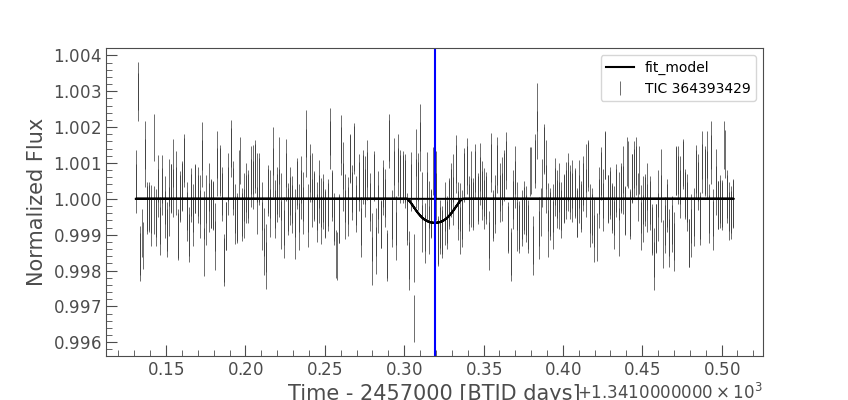 1.004
1.003
1.002
1.001
1.000
0.999
0.998
0.997
0.996
Normalized Flux
fit_model
TIC 364393429
0.15 0.20 0.25 0.30 0.35 0.40 0.45 0.50
Time - 2457000 [BTJD days]
+1.3410000000 × 10³